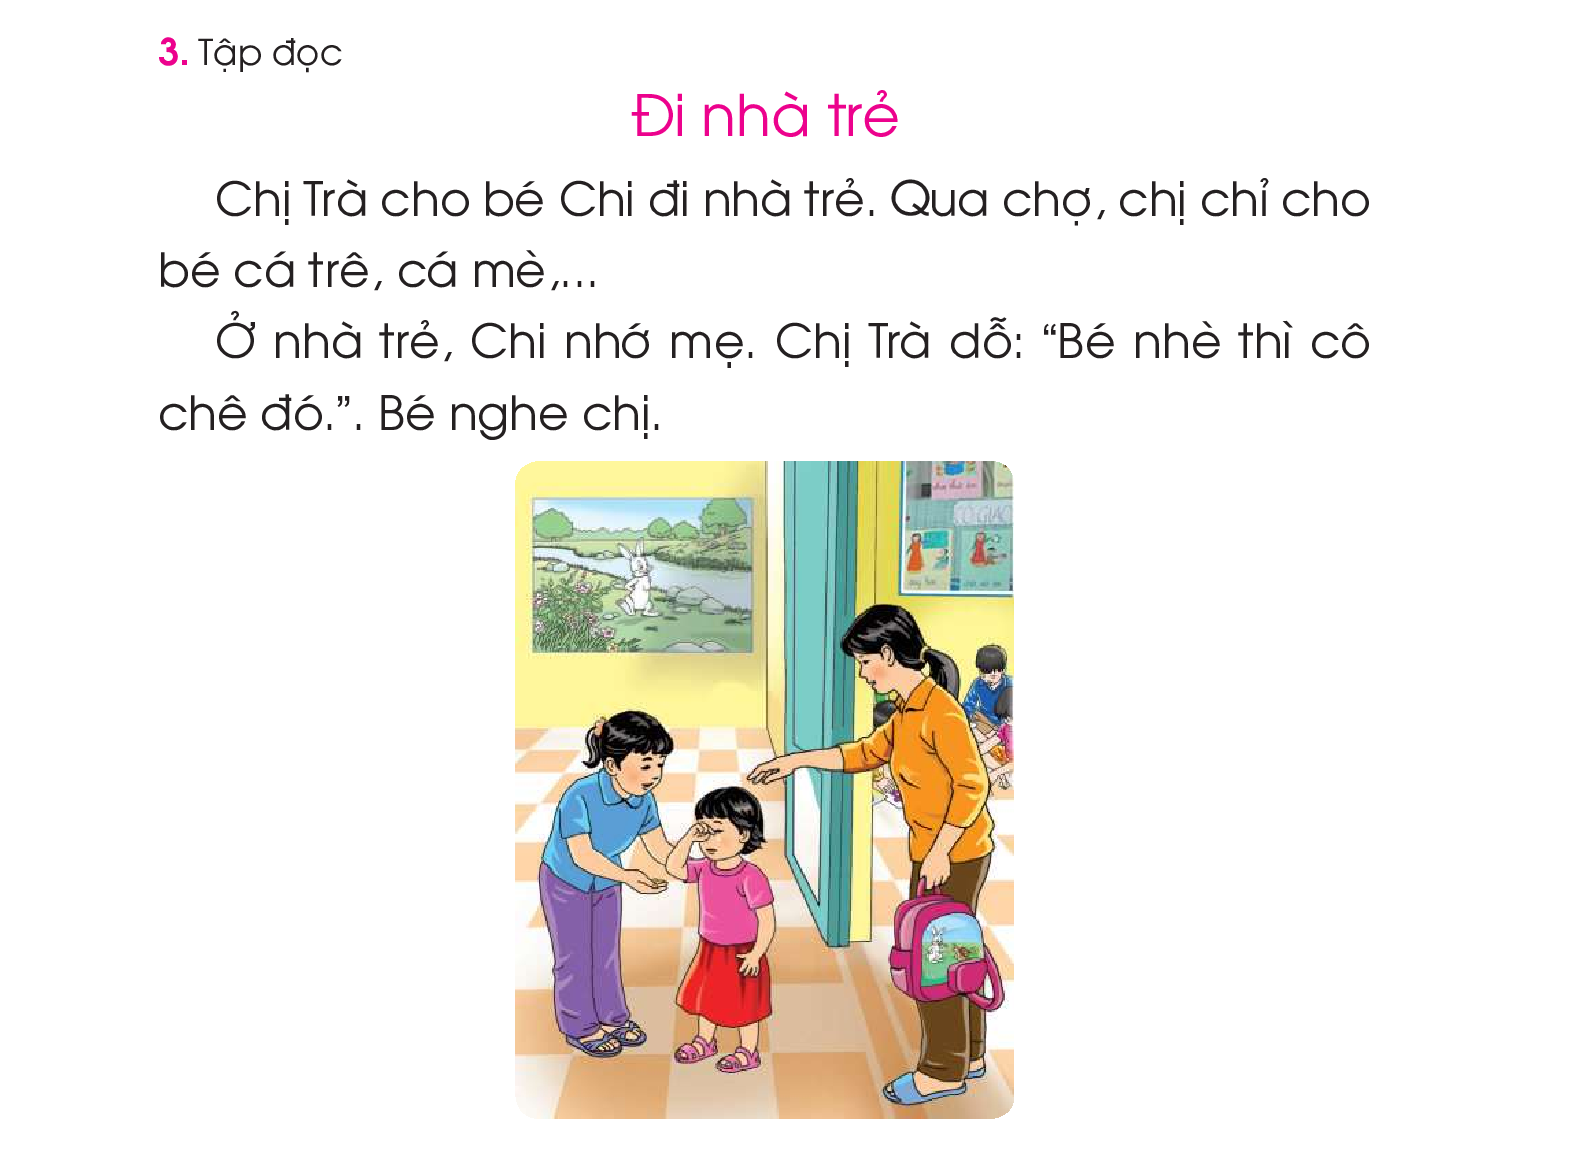 3. Tập đọc
Đi nhà trẻ
Chị Trà cho bé Chi đi nhà trẻ. Qua chợ, chị chỉ cho
bé cá trê, cá mè,...
Ở nhà trẻ, Chi nhớ mẹ. Chị Trà dỗ: “Bé nhè thì cô
chê đó.”. Bé nghe chị.
CÔ GIÁO